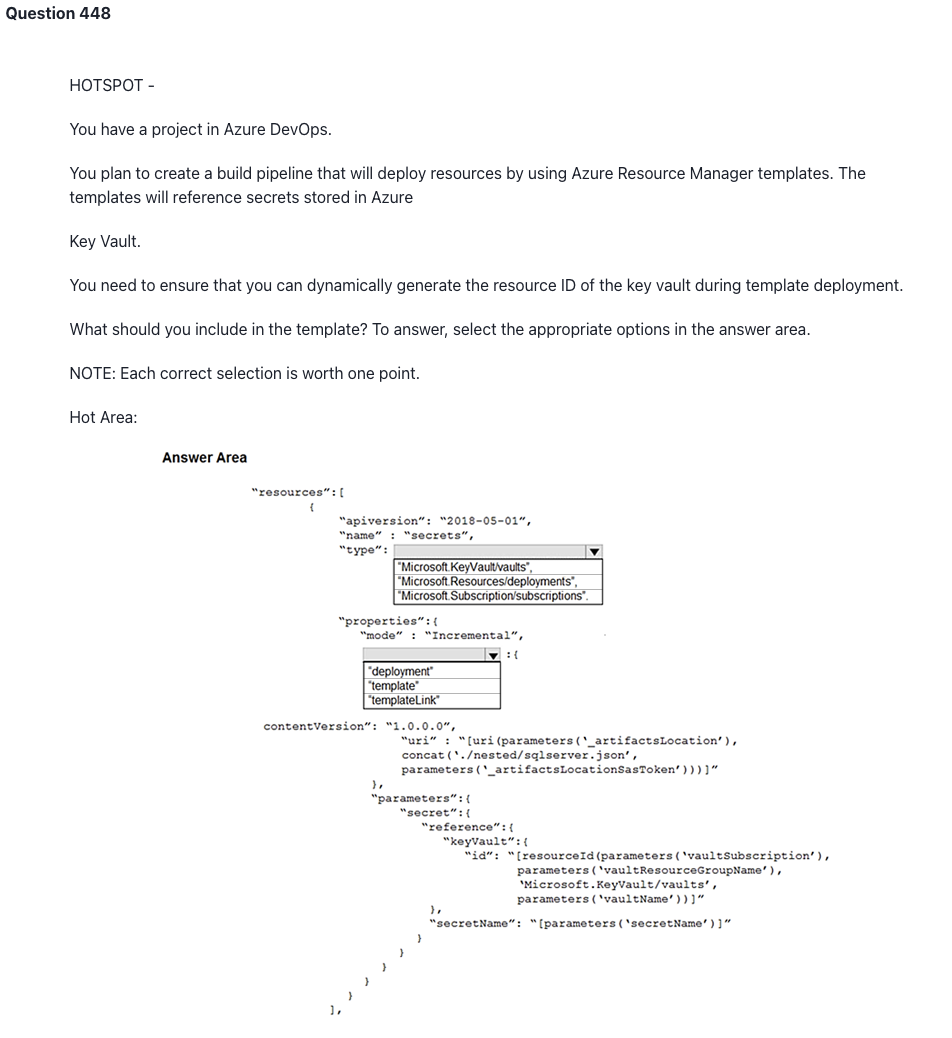 Question 448
HOTSPOT -
You have a project in Azure DevOps.
You plan to create a build pipeline that will deploy resources by using Azure Resource Manager templates. The
templates will reference secrets stored in Azure
Key Vault.
You need to ensure that you can dynamically generate the resource ID of the key vault during template deployment.
What should you include in the template? To answer, select the appropriate options in the answer area.
NOTE: Each correct selection is worth one point.
Hot Area:
Answer Area
"resources":[
{
"apiversion": "2018-05-01",
"name" : "secrets",
"type":
"Microsoft.KeyVault/vaults",
"Microsoft.Resources/deployments",
"Microsoft.Subscription/subscriptions".
"properties":{
"mode" : "Incremental",
:{
"deployment"
"template"
"templateLink"
contentVersion": "1.0.0.0",
"uri" : "[uri(parameters('_artifactsLocation'),
concat('./nested/sqlserver.json',
parameters('_artifactsLocationSasToken')))]"
},
"parameters":{
"secret":{
"reference":{
"keyVault":{
"id": "[resourceId(parameters('vaultSubscription'),
parameters('vaultResourceGroupName'),
'Microsoft.KeyVault/vaults',
parameters('vaultName'))]"
},
"secretName": "[parameters('secretName')]"
}
}
}
}
}
],